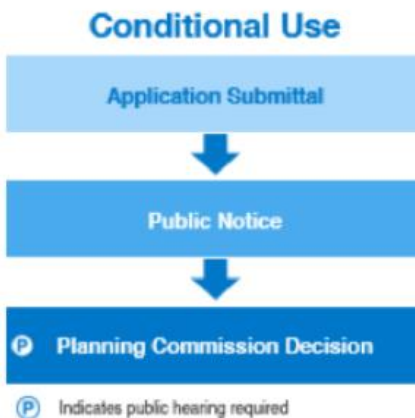 Conditional Use
Application Submittal
Public Notice
P Planning Commission Decision
P Indicates public hearing required